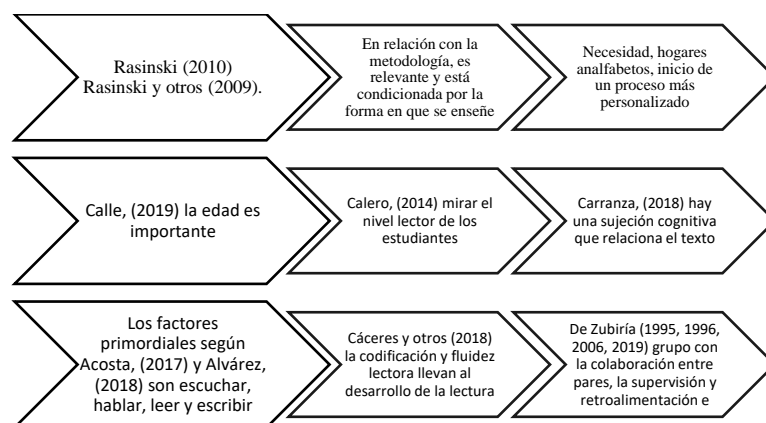 Rasinski (2010)
Rasinski y otros (2009).
En relación con la
metodología, es
relevante y está
condicionada por la
forma en que se enseñe
Necesidad, hogares
analfabetos, inicio de
un proceso más
personalizado
Calle, (2019) la edad es
importante
Calero, (2014) mirar el
nivel lector de los
estudiantes
Carranza, (2018) hay
una sujeción cognitiva
que relaciona el texto
Los factores
primordiales según
Acosta, (2017) y Alvárez,
(2018) son escuchar,
hablar, leer y escribir
Cáceres y otros (2018)
la codificación y fluidez
lectora llevan al
desarrollo de la lectura
De Zubiría (1995, 1996,
2006, 2019) grupo con
la colaboración entre
pares, la supervisión y
retroalimentación e